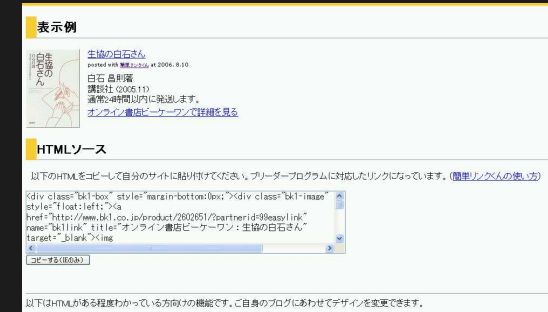 表示例
生協の白石さん
生協の白石さん
posted with 簡単リンクくん at 2006. 8.10
白石 昌則著
講談社 (2005.11)
通常24時間以内に発送します。
オンライン書店ビーケーワンで詳細を見る
HTMLソース
以下のHTMLをコピーして自分のサイトに貼り付けてください。ブリーダープログラムに対応したリンクになっています。(簡単リンクくんの使い方)
<div class="bk1-box" style="margin-bottom:0px;"><div class="bk1-image"
style="float:left;"><a
href="http://www.bk1.co.jp/product/2602651/?partnerid=99easylink"
name="bk1link" title="オンライン書店ビーケーワン:生協の白石さん"
target="_blank"><img
コピーする(IEのみ)
以下はHTMLがある程度わかっている方向けの機能です。ご自身のブログにあわせてデザインを変更できます。